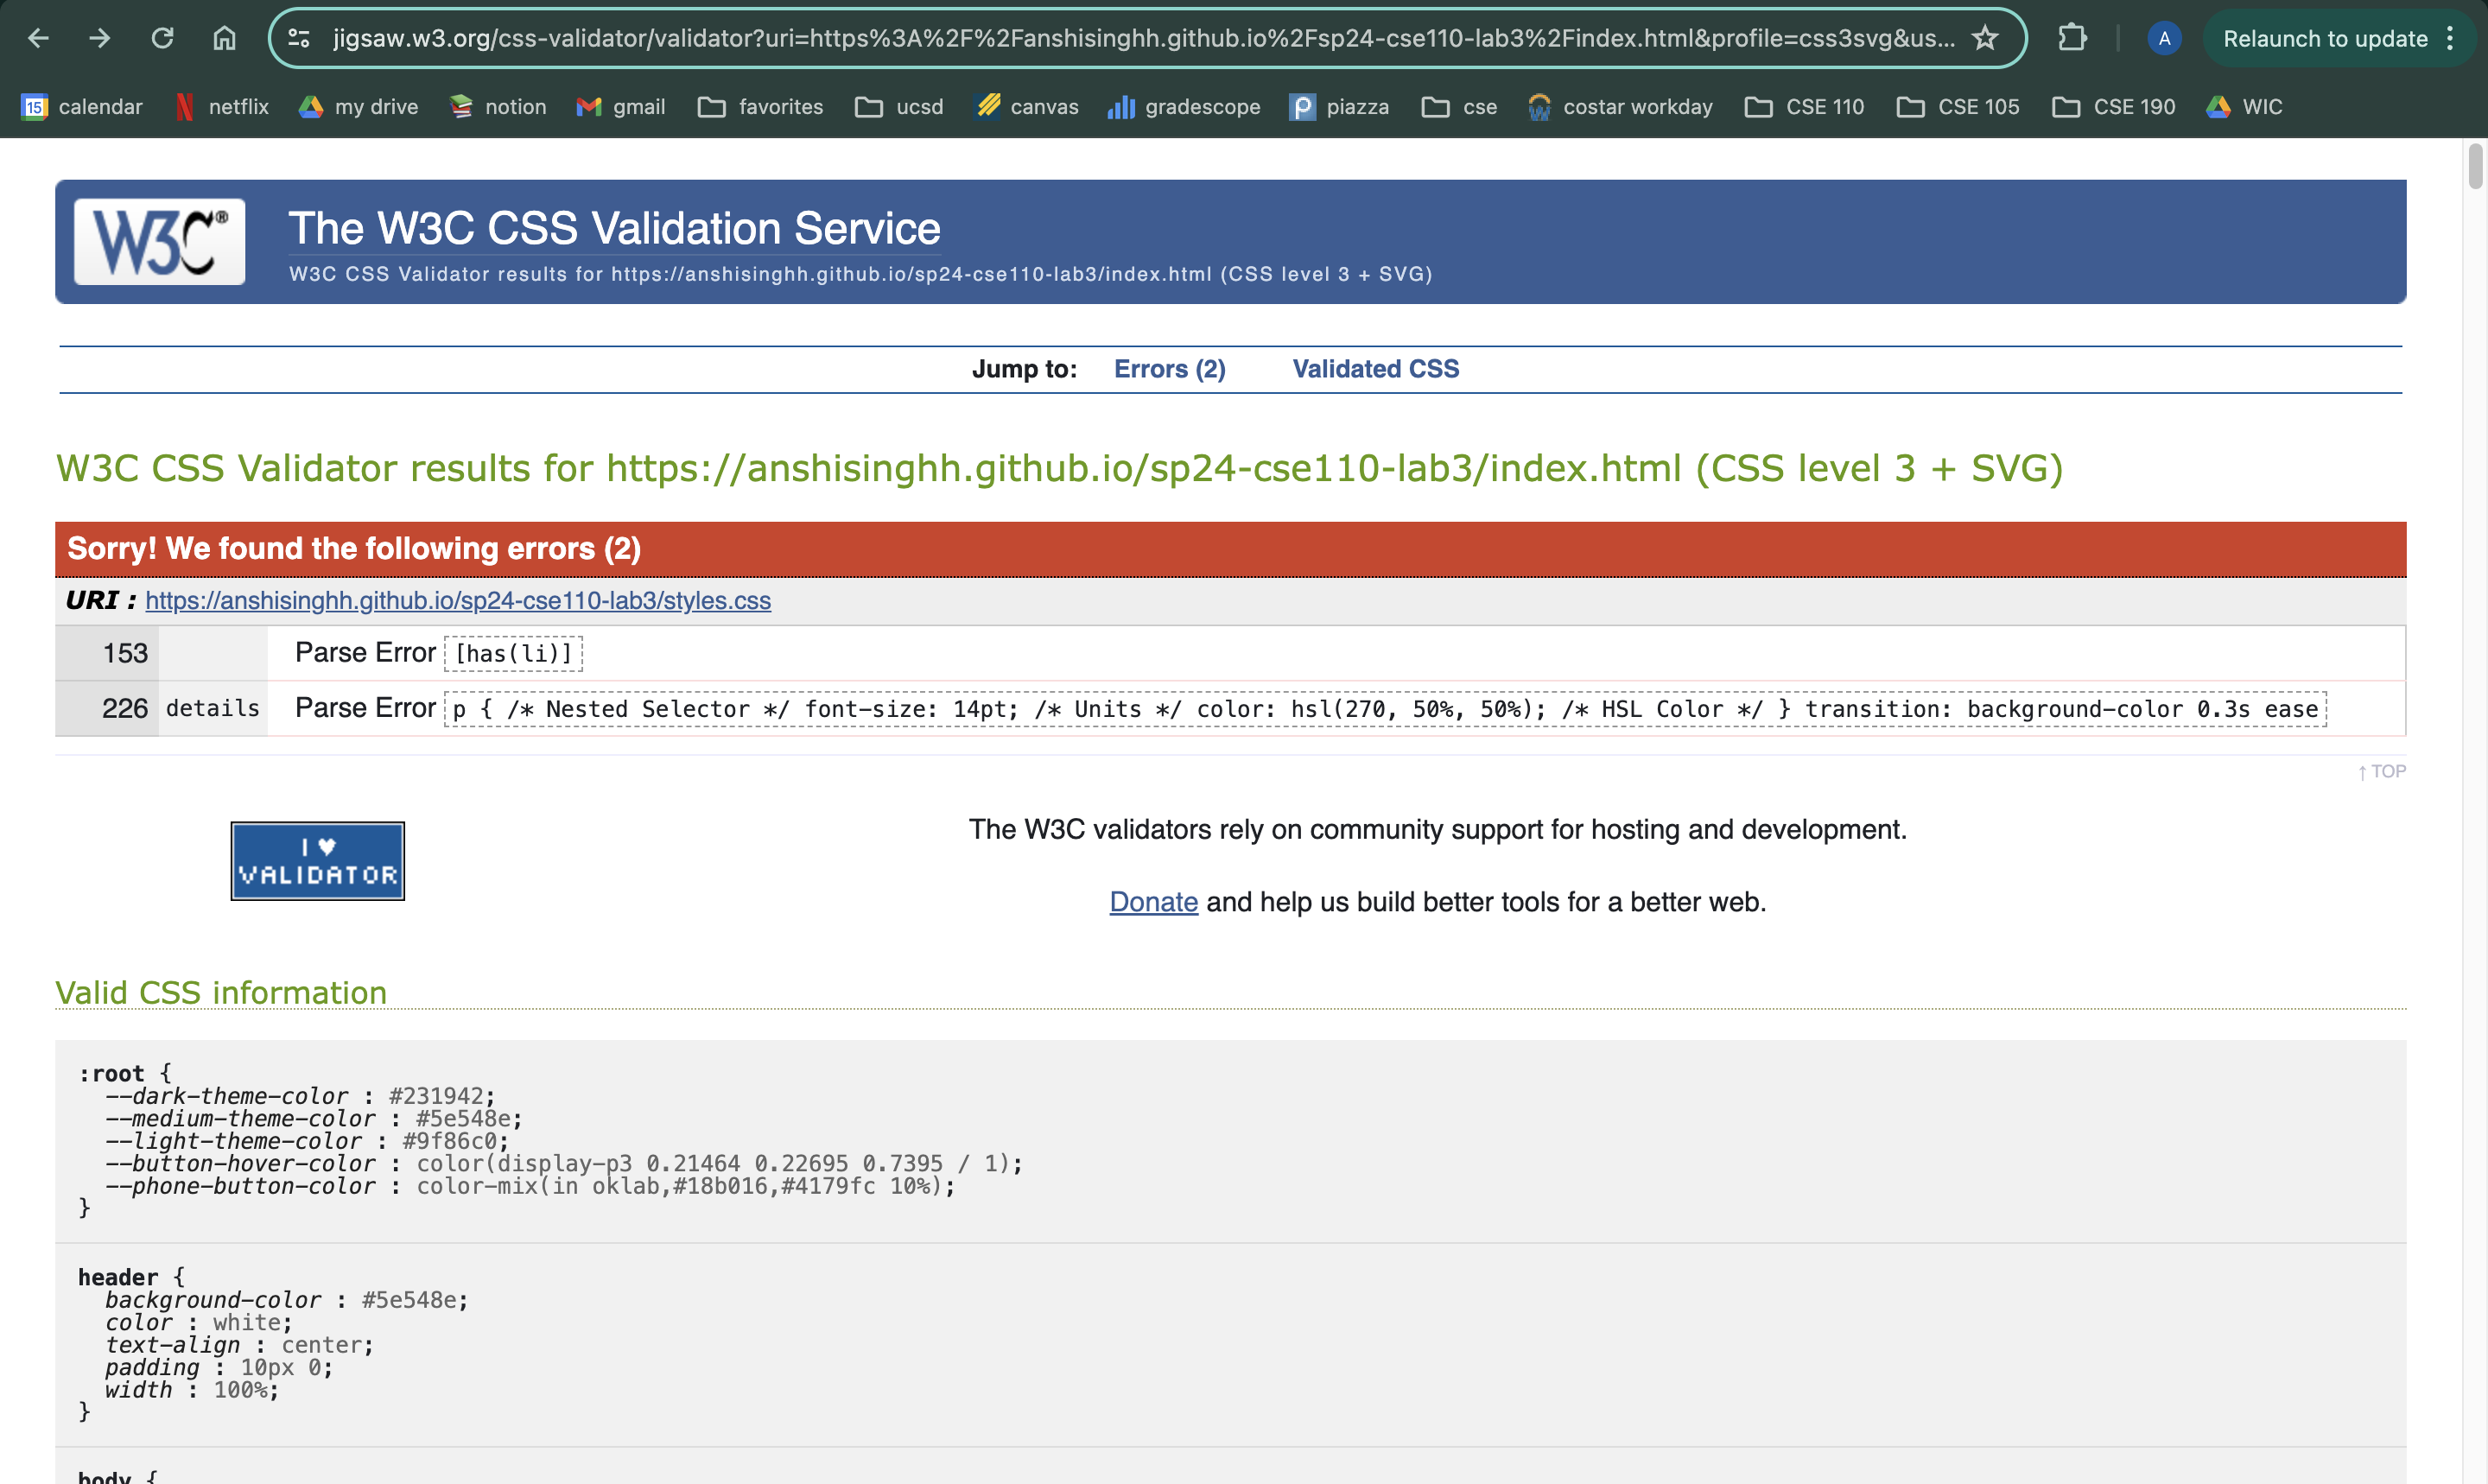 jigsaw.w3.org/css-validator/validator?uri=https%3A%2F%2Fanshisinghh.github.io%2Fsp24-cse110-lab3%2Findex.html&profile=css3svg&us...
A
Relaunch to update
15 calendar netflix my drive notion gmail favorites ucsd canvas gradescope piazza cse costar workday CSE 110 CSE 105 CSE 190 WIC
W3C®
The W3C CSS Validation Service
W3C CSS Validator results for https://anshisinghh.github.io/sp24-cse110-lab3/index.html (CSS level 3 + SVG)
Jump to: Errors (2) Validated CSS
W3C CSS Validator results for https://anshisinghh.github.io/sp24-cse110-lab3/index.html (CSS level 3 + SVG)
Sorry! We found the following errors (2)
URI : https://anshisinghh.github.io/sp24-cse110-lab3/styles.css
153 Parse Error [has(li)]
226 details Parse Error p { /* Nested Selector */ font-size: 14pt; /* Units */ color: hsl(270, 50%, 50%); /* HSL Color */ } transition: background-color 0.3s ease
↑ TOP
I ♥
VALIDATOR
The W3C validators rely on community support for hosting and development.
Donate and help us build better tools for a better web.
Valid CSS information
:root {
--dark-theme-color : #231942;
--medium-theme-color : #5e548e;
--light-theme-color : #9f86c0;
--button-hover-color : color(display-p3 0.21464 0.22695 0.7395 / 1);
--phone-button-color : color-mix(in oklab,#18b016,#4179fc 10%);
}
header {
background-color : #5e548e;
color : white;
text-align : center;
padding : 10px 0;
width : 100%;
}
body {